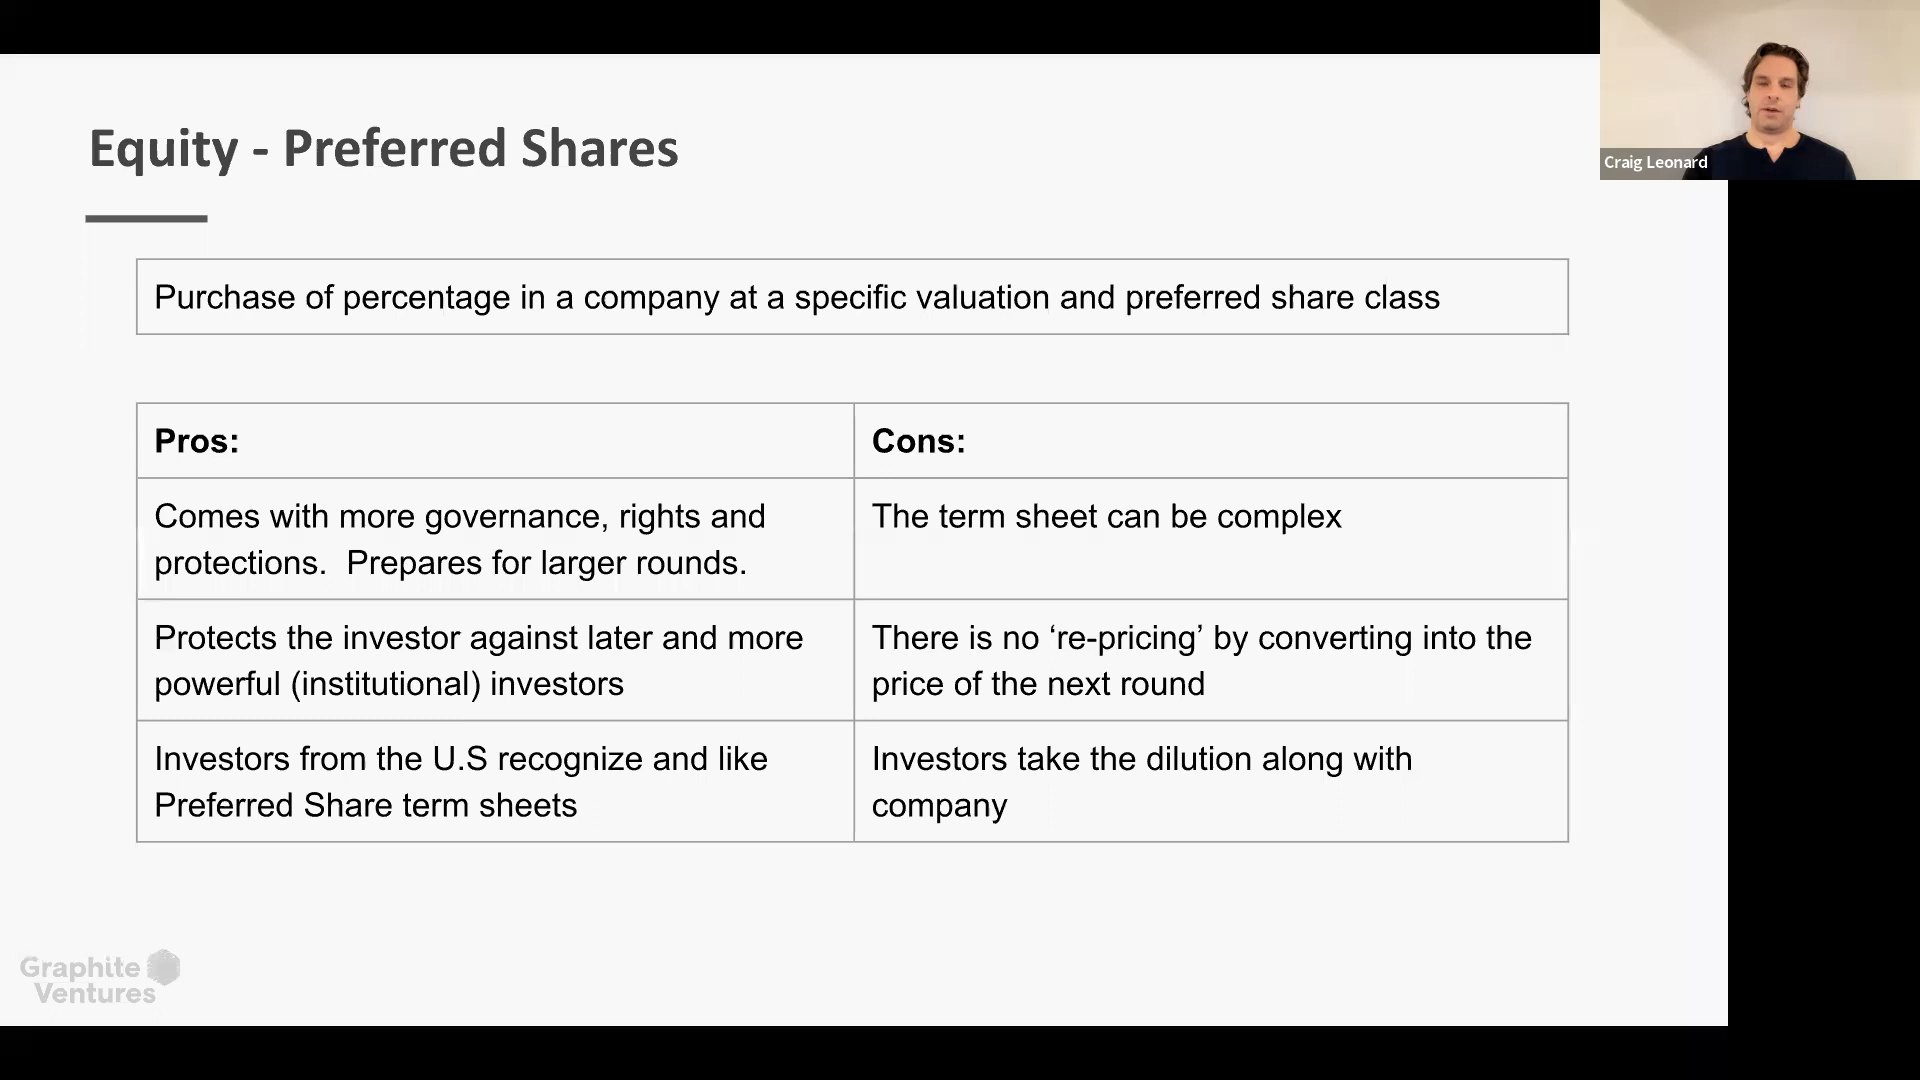 Craig Leonard
Equity - Preferred Shares
Purchase of percentage in a company at a specific valuation and preferred share class
Pros:
Cons:
Comes with more governance, rights and
protections.  Prepares for larger rounds.
The term sheet can be complex
Protects the investor against later and more
powerful (institutional) investors
There is no ‘re-pricing’ by converting into the
price of the next round
Investors from the U.S recognize and like
Preferred Share term sheets
Investors take the dilution along with
company
Graphite
Ventures